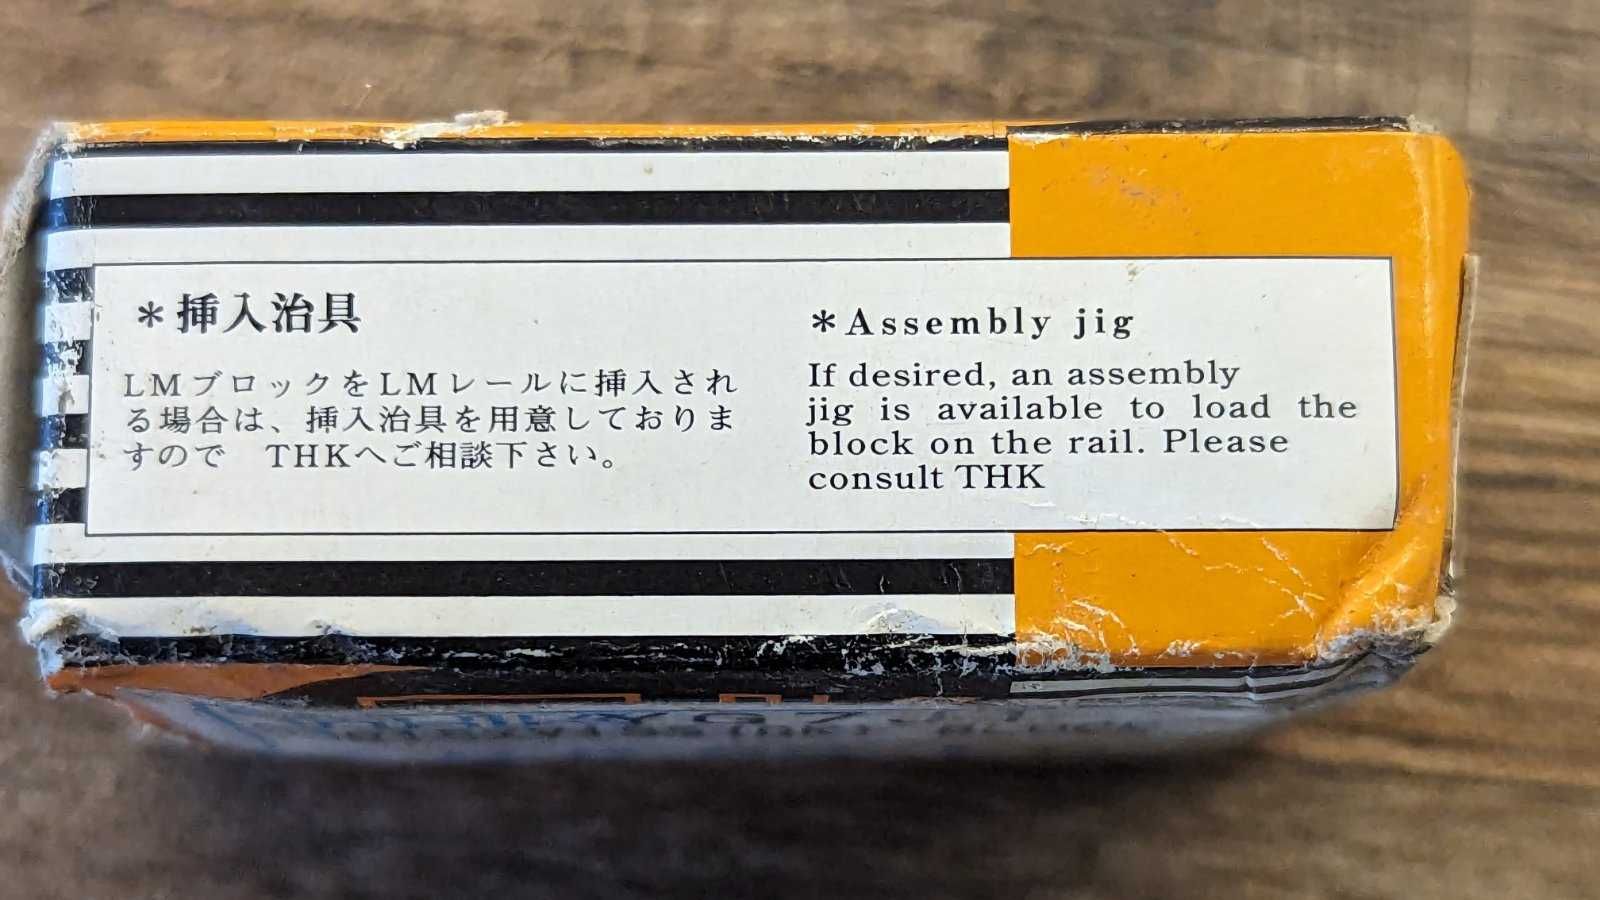 ＊挿入治具
LMブロックをLMレールに挿入され
る場合は、挿入治具を用意しておりま
すので　THKへご相談下さい。
＊Assembly jig
If desired, an assembly
jig is available to load the
block on the rail. Please
consult THK